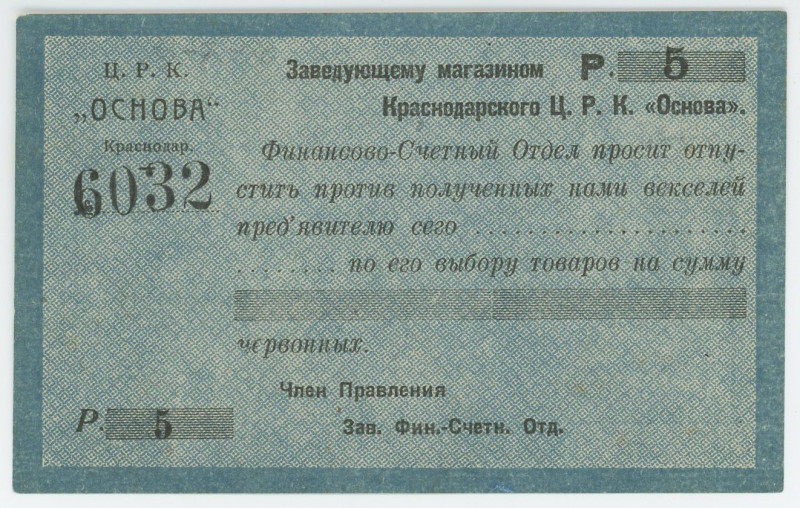 Ц. Р. К.
„ОСНОВА“
Краснодар.
6032
Р. 5
Заведующему магазином Р. 5
Краснодарского Ц. Р. К. «Основа».
Финансово-Счетный Отдел просит отпу-
стить против полученных нами векселей
пред'явителю сего . . . . . . . . . . . . . . . . . . . . .
. . . . . . . . по его выбору товаров на сумму
червонных.
Член Правления
Зав. Фин.-Счетн. Отд.